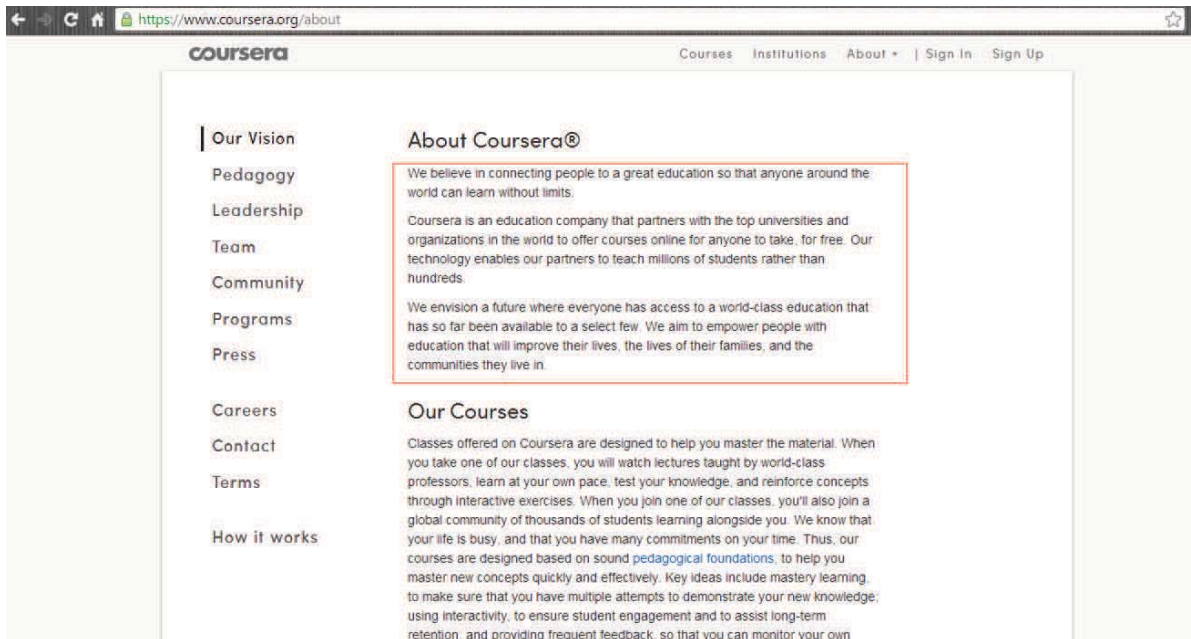 https://www.coursera.org/about
coursera
Courses Institutions About | Sign In Sign Up
Our Vision
Pedagogy
Leadership
Team
Community
Programs
Press
Careers
Contact
Terms
How it works
About Coursera®
We believe in connecting people to a great education so that anyone around the
world can learn without limits.
Coursera is an education company that partners with the top universities and
organizations in the world to offer courses online for anyone to take, for free. Our
technology enables our partners to teach millions of students rather than
hundreds.
We envision a future where everyone has access to a world-class education that
has so far been available to a select few. We aim to empower people with
education that will improve their lives, the lives of their families, and the
communities they live in.
Our Courses
Classes offered on Coursera are designed to help you master the material. When
you take one of our classes, you will watch lectures taught by world-class
professors, learn at your own pace, test your knowledge, and reinforce concepts
through interactive exercises. When you join one of our classes, you'll also join a
global community of thousands of students learning alongside you. We know that
your life is busy, and that you have many commitments on your time. Thus, our
courses are designed based on sound pedagogical foundations, to help you
master new concepts quickly and effectively. Key ideas include mastery learning,
to make sure that you have multiple attempts to demonstrate your new knowledge;
using interactivity, to ensure student engagement and to assist long-term
retention, and providing frequent feedback, so that you can monitor your own